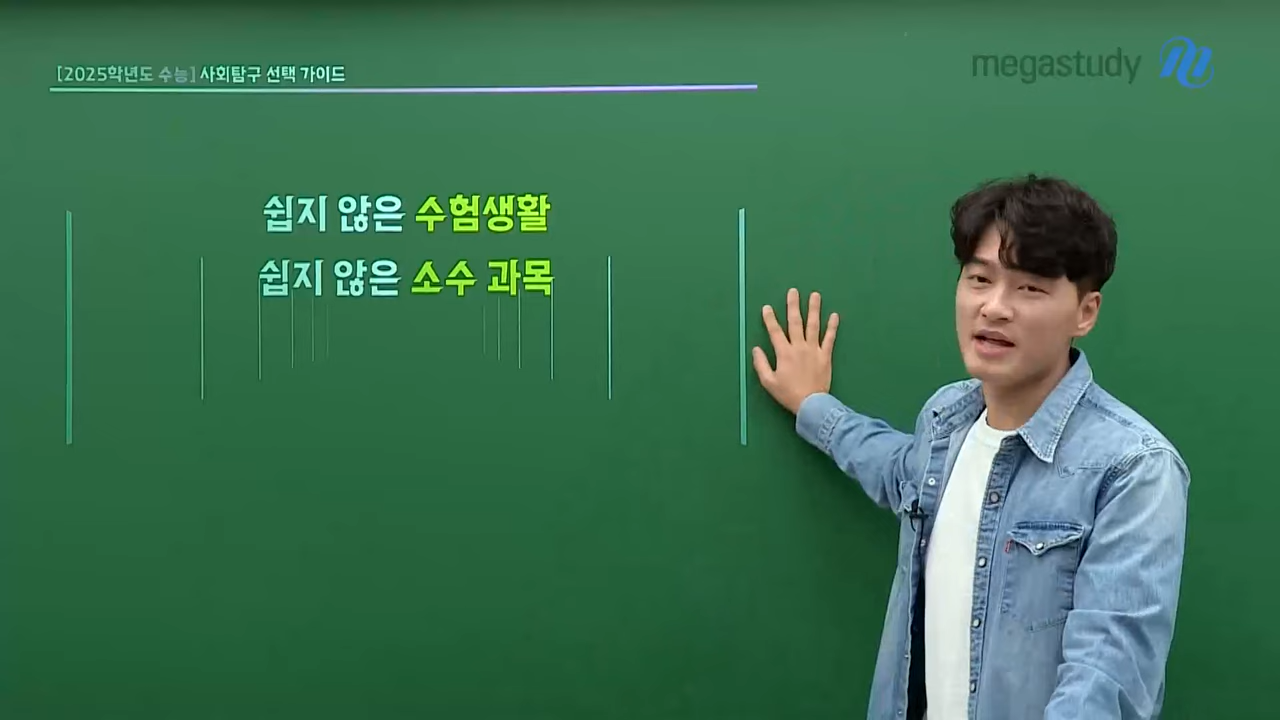 [2025학년도 수능] 사회탐구 선택 가이드
megastudy
쉽지 않은 수험생활
쉽지 않은 소수 과목